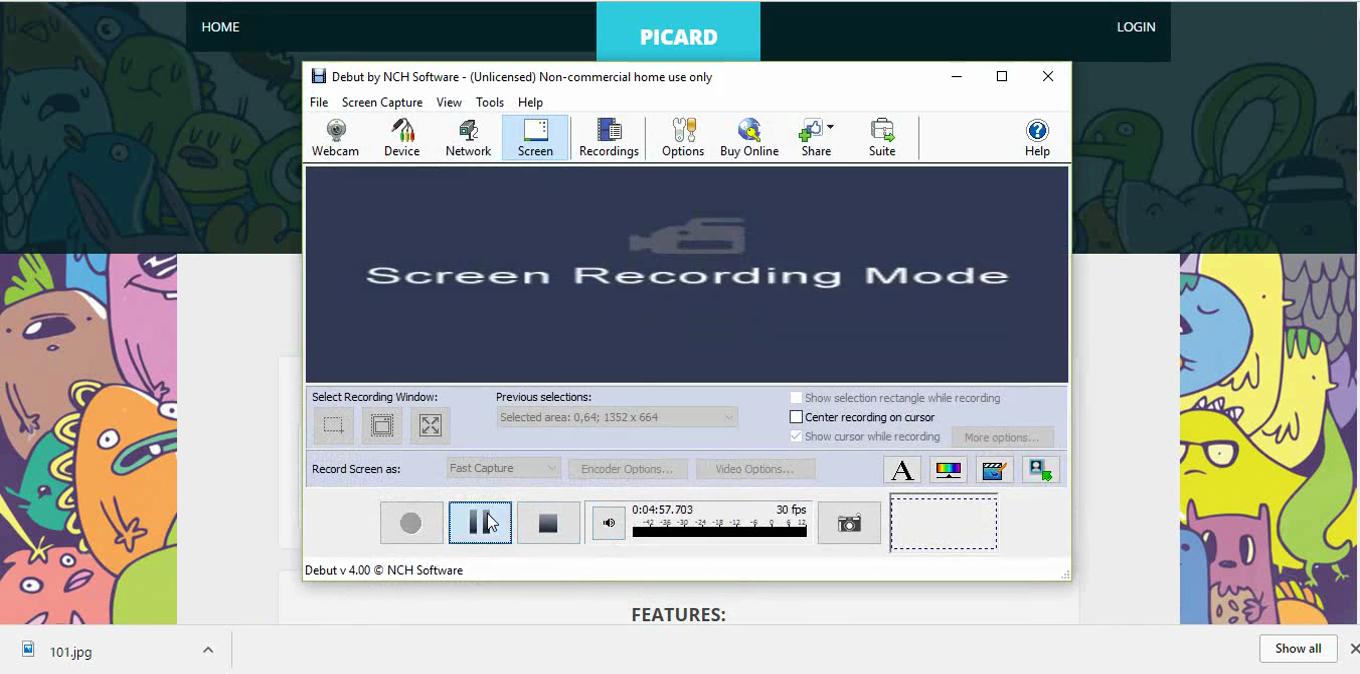 HOME
PICARD
LOGIN
Debut by NCH Software - (Unlicensed) Non-commercial home use only
File Screen Capture View Tools Help
Webcam Device Network Screen Recordings Options Buy Online Share Suite Help
Screen Recording Mode
Select Recording Window:
Previous selections:
Show selection rectangle while recording
Selected area: 0,64; 1352 x 664
Center recording on cursor
Show cursor while recording
More options...
Record Screen as:
Fast Capture
Encoder Options...
Video Options...
A
0:04:57.703 30 fps
-42 -36 -30 -24 -18 -12 -6 0 6 12
Debut v 4.00 © NCH Software
FEATURES:
101.jpg
Show all